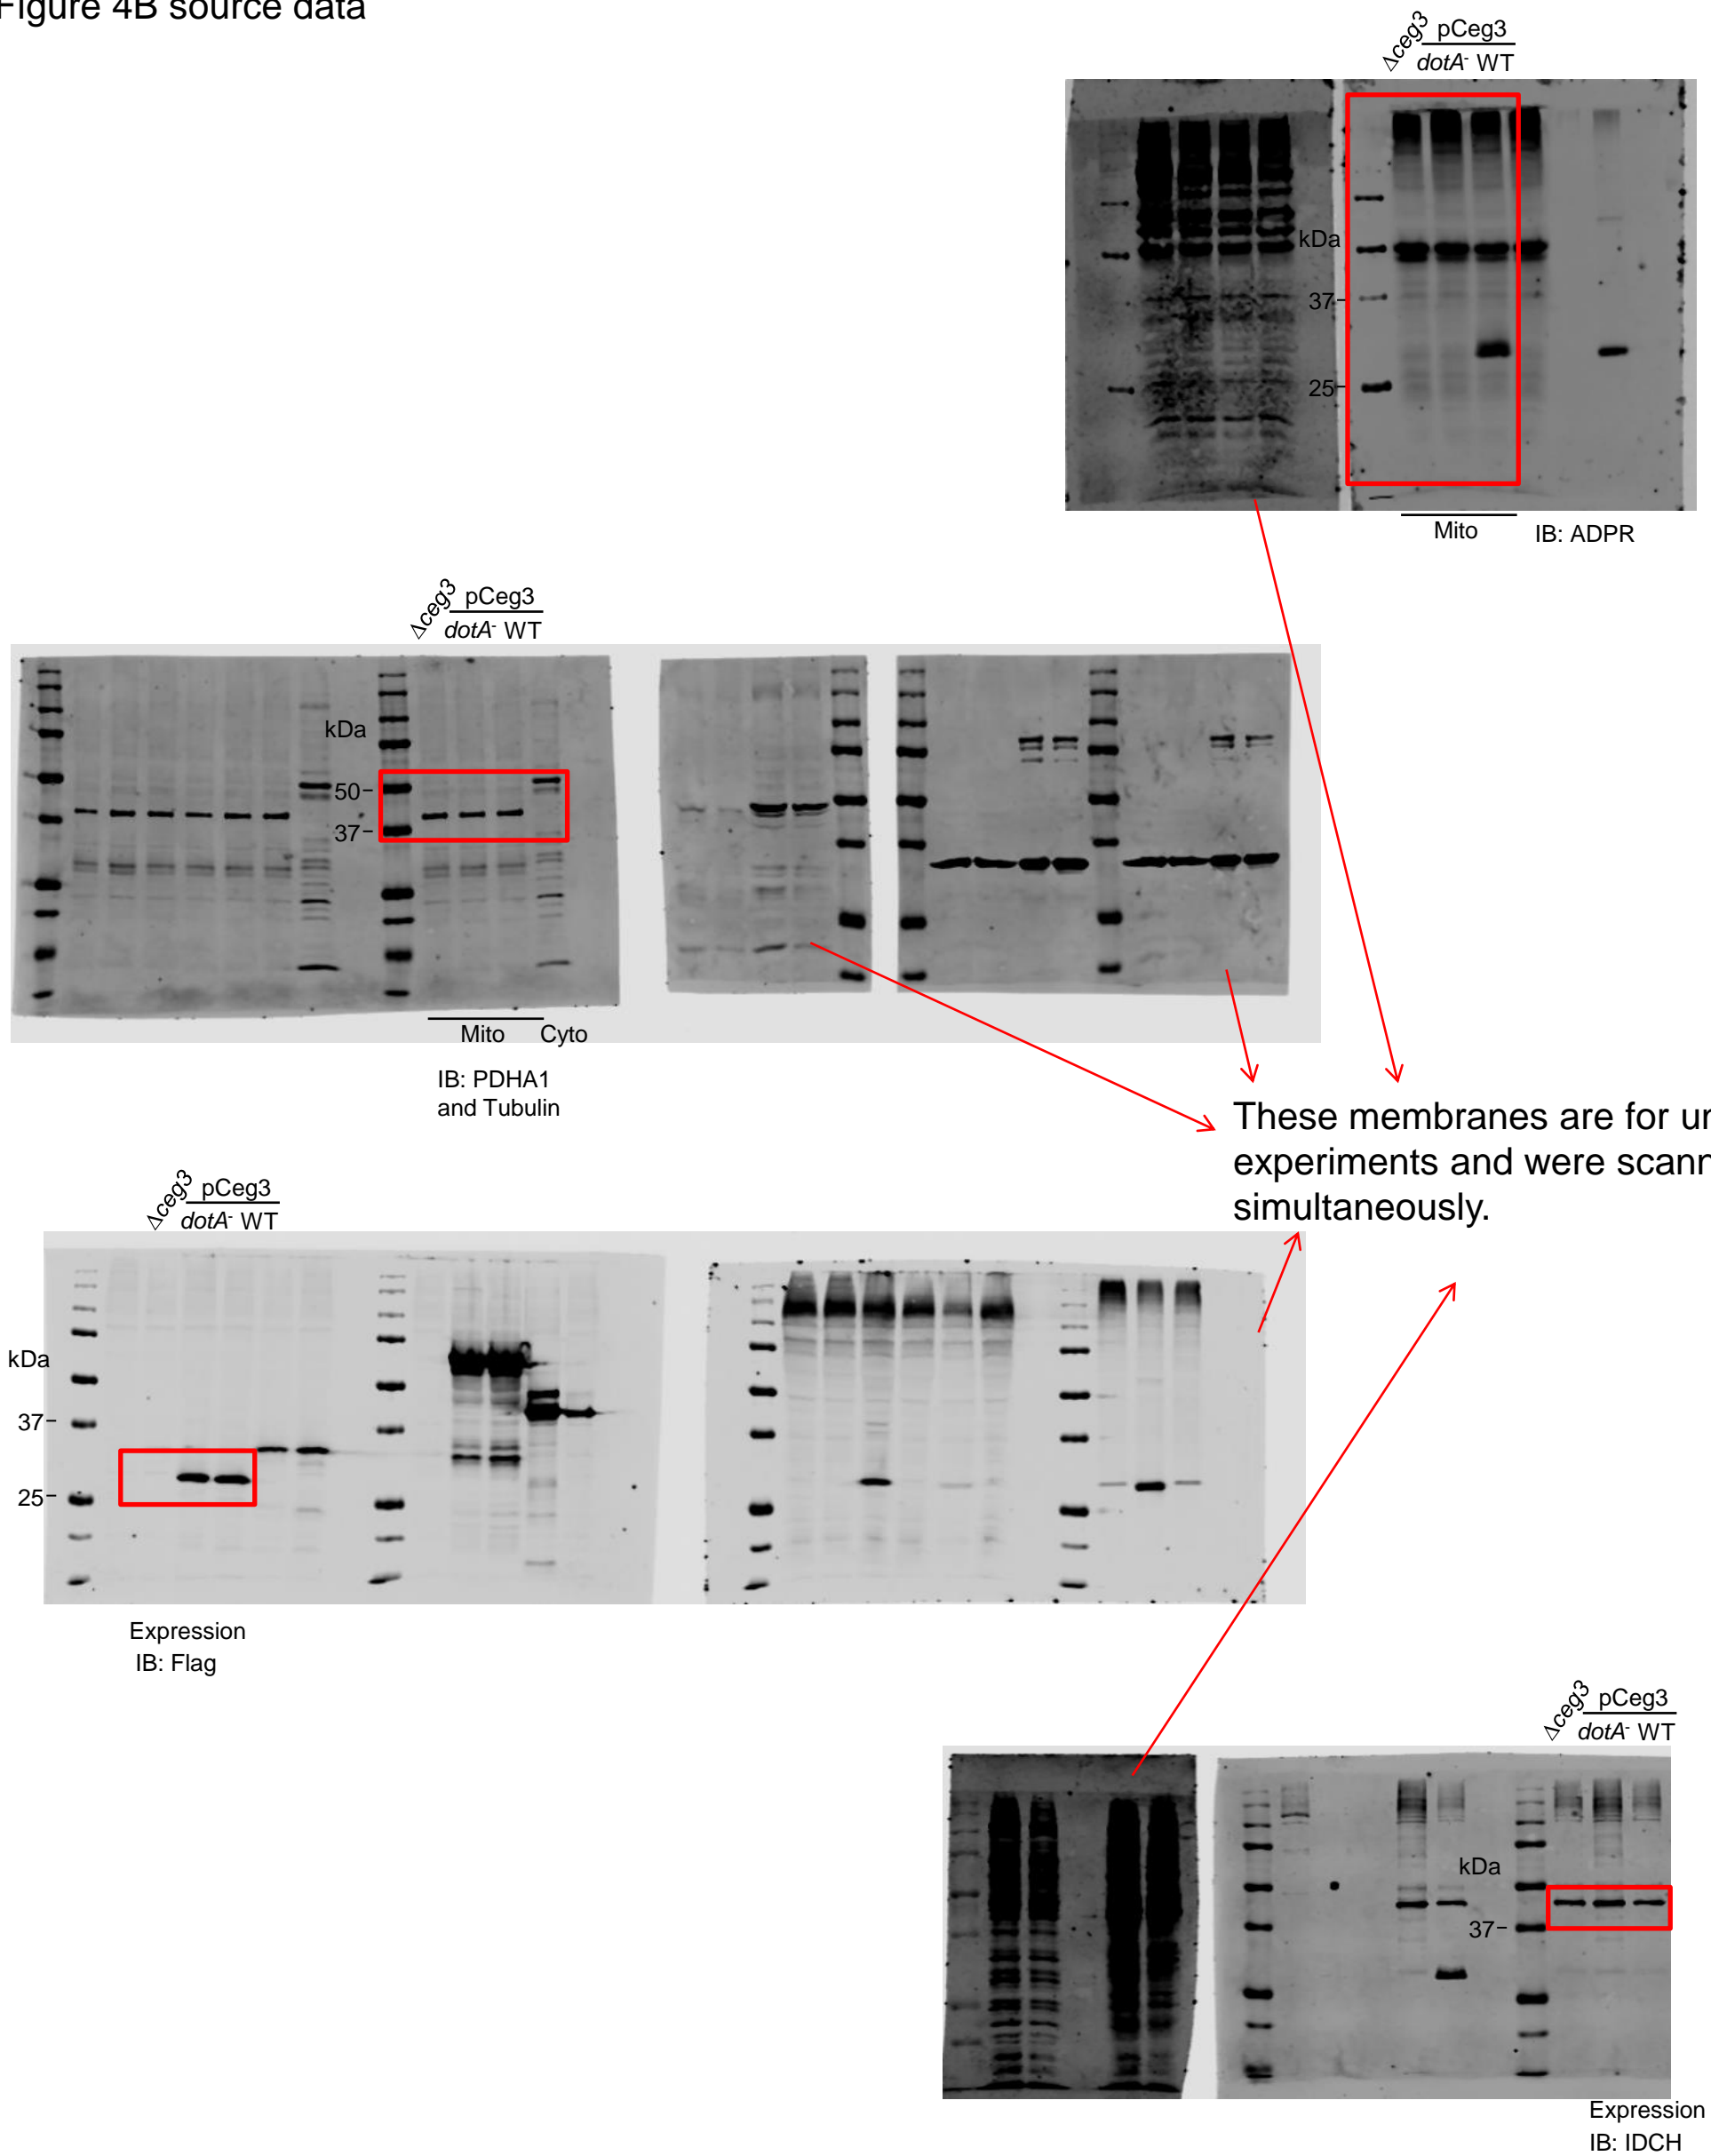 Figure 4B source data
Δceg3 pCeg3
dotA- WT
kDa
37
25
Mito
IB: ADPR
Δceg3 pCeg3
dotA- WT
kDa
50
37
Mito Cyto
IB: PDHA1
and Tubulin
These membranes are for
experiments and were
simultaneously.
Δceg3 pCeg3
dotA- WT
kDa
37
25
Expression
IB: Flag
Δceg3 pCeg3
dotA- WT
kDa
37
Expression
IB: IDCH